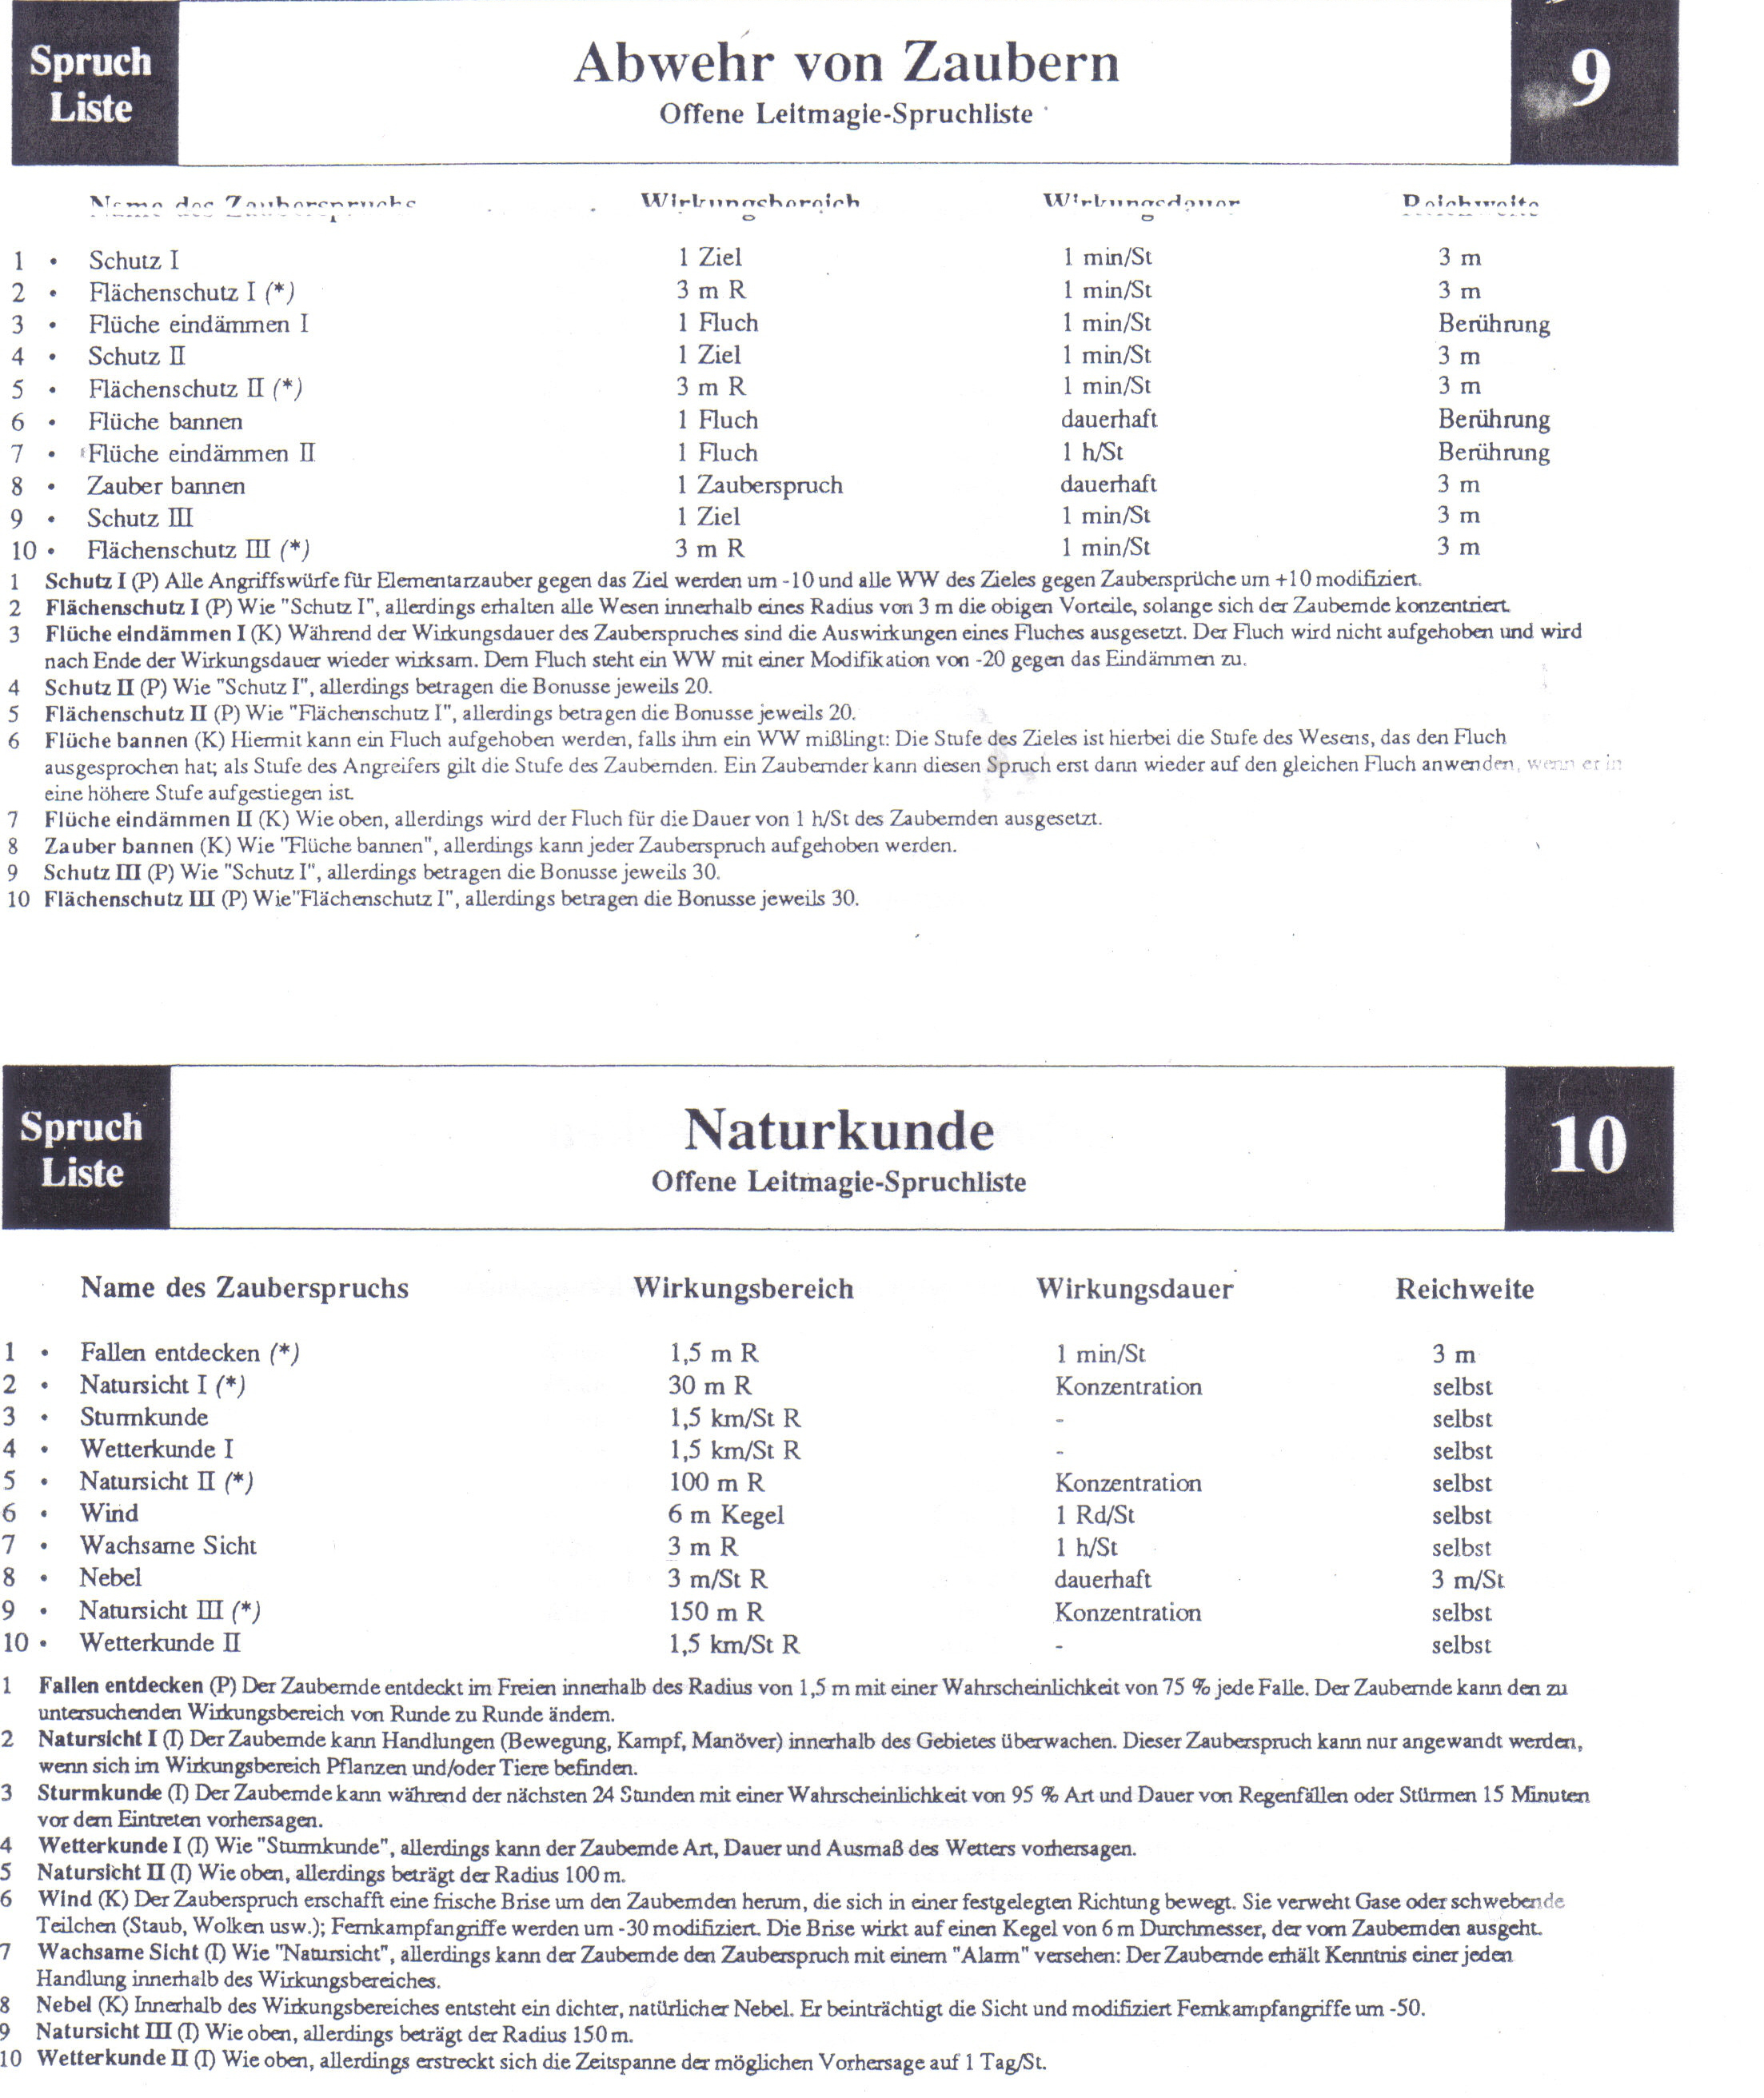 Spruch Liste
Abwehr von Zaubern
Offene Leitmagie-Spruchliste
9
Name des Zauberspruchs Wirkungsbereich Wirkungsdauer Reichweite
1 • Schutz I 1 Ziel 1 min/St 3 m
2 • Flächenschutz I (*) 3 m R 1 min/St 3 m
3 • Flüche eindämmen I 1 Fluch 1 min/St Berührung
4 • Schutz II 1 Ziel 1 min/St 3 m
5 • Flächenschutz II (*) 3 m R 1 min/St 3 m
6 • Flüche bannen 1 Fluch dauerhaft Berührung
7 • Flüche eindämmen II 1 Fluch 1 h/St Berührung
8 • Zauber bannen 1 Zauberspruch dauerhaft 3 m
9 • Schutz III 1 Ziel 1 min/St 3 m
10 • Flächenschutz III (*) 3 m R 1 min/St 3 m
1 Schutz I (P) Alle Angriffswürfe für Elementarzauber gegen das Ziel werden um -10 und alle WW des Zieles gegen Zaubersprüche um +10 modifiziert.
2 Flächenschutz I (P) Wie "Schutz I", allerdings erhalten alle Wesen innerhalb eines Radius von 3 m die obigen Vorteile, solange sich der Zaubernde konzentriert.
3 Flüche eindämmen I (K) Während der Wirkungsdauer des Zauberspruches sind die Auswirkungen eines Fluches ausgesetzt. Der Fluch wird nicht aufgehoben und wird
nach Ende der Wirkungsdauer wieder wirksam. Dem Fluch steht ein WW mit einer Modifikation von -20 gegen das Eindämmen zu.
4 Schutz II (P) Wie "Schutz I", allerdings betragen die Bonusse jeweils 20.
5 Flächenschutz II (P) Wie "Flächenschutz I", allerdings betragen die Bonusse jeweils 20.
6 Flüche bannen (K) Hiermit kann ein Fluch aufgehoben werden, falls ihm ein WW mißlingt: Die Stufe des Zieles ist hierbei die Stufe des Wesens, das den Fluch
ausgesprochen hat; als Stufe des Angreifers gilt die Stufe des Zaubernden. Ein Zaubernder kann diesen Spruch erst dann wieder auf den gleichen Fluch anwenden, wenn er in
eine höhere Stufe aufgestiegen ist.
7 Flüche eindämmen II (K) Wie oben, allerdings wird der Fluch für die Dauer von 1 h/St des Zaubernden ausgesetzt.
8 Zauber bannen (K) Wie "Flüche bannen", allerdings kann jeder Zauberspruch aufgehoben werden.
9 Schutz III (P) Wie "Schutz I", allerdings betragen die Bonusse jeweils 30.
10 Flächenschutz III (P) Wie "Flächenschutz I", allerdings betragen die Bonusse jeweils 30.
Spruch Liste
Naturkunde
Offene Leitmagie-Spruchliste
10
Name des Zauberspruchs Wirkungsbereich Wirkungsdauer Reichweite
1 • Fallen entdecken (*) 1,5 m R 1 min/St 3 m
2 • Natursicht I (*) 30 m R Konzentration selbst
3 • Sturmkunde 1,5 km/St R - selbst
4 • Wetterkunde I 1,5 km/St R - selbst
5 • Natursicht II (*) 100 m R Konzentration selbst
6 • Wind 6 m Kegel 1 Rd/St selbst
7 • Wachsame Sicht 3 m R 1 h/St selbst
8 • Nebel 3 m/St R dauerhaft 3 m/St
9 • Natursicht III (*) 150 m R Konzentration selbst
10 • Wetterkunde II 1,5 km/St R - selbst
1 Fallen entdecken (P) Der Zaubernde entdeckt im Freien innerhalb des Radius von 1,5 m mit einer Wahrscheinlichkeit von 75 % jede Falle. Der Zaubernde kann den zu
untersuchenden Wirkungsbereich von Runde zu Runde ändern.
2 Natursicht I (I) Der Zaubernde kann Handlungen (Bewegung, Kampf, Manöver) innerhalb des Gebietes überwachen. Dieser Zauberspruch kann nur angewandt werden,
wenn sich im Wirkungsbereich Pflanzen und/oder Tiere befinden.
3 Sturmkunde (I) Der Zaubernde kann während der nächsten 24 Stunden mit einer Wahrscheinlichkeit von 95 % Art und Dauer von Regenfällen oder Stürmen 15 Minuten
vor dem Eintreten vorhersagen.
4 Wetterkunde I (I) Wie "Sturmkunde", allerdings kann der Zaubernde Art, Dauer und Ausmaß des Wetters vorhersagen.
5 Natursicht II (I) Wie oben, allerdings beträgt der Radius 100 m.
6 Wind (K) Der Zauberspruch erschafft eine frische Brise um den Zaubernden herum, die sich in einer festgelegten Richtung bewegt. Sie verweht Gase oder schwebende
Teilchen (Staub, Wolken usw.); Fernkampfangriffe werden um -30 modifiziert. Die Brise wirkt auf einen Kegel von 6 m Durchmesser, der vom Zaubernden ausgeht.
7 Wachsame Sicht (I) Wie "Natursicht", allerdings kann der Zaubernde den Zauberspruch mit einem "Alarm" versehen: Der Zaubernde erhält Kenntnis einer jeden
Handlung innerhalb des Wirkungsbereiches.
8 Nebel (K) Innerhalb des Wirkungsbereiches entsteht ein dichter, natürlicher Nebel. Er beinträchtigt die Sicht und modifiziert Fernkampfangriffe um -50.
9 Natursicht III (I) Wie oben, allerdings beträgt der Radius 150 m.
10 Wetterkunde II (I) Wie oben, allerdings erstreckt sich die Zeitspanne der möglichen Vorhersage auf 1 Tag/St.